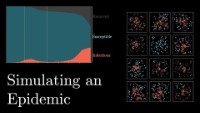 Removed
Susceptible
Infectious
Simulating an
Epidemic